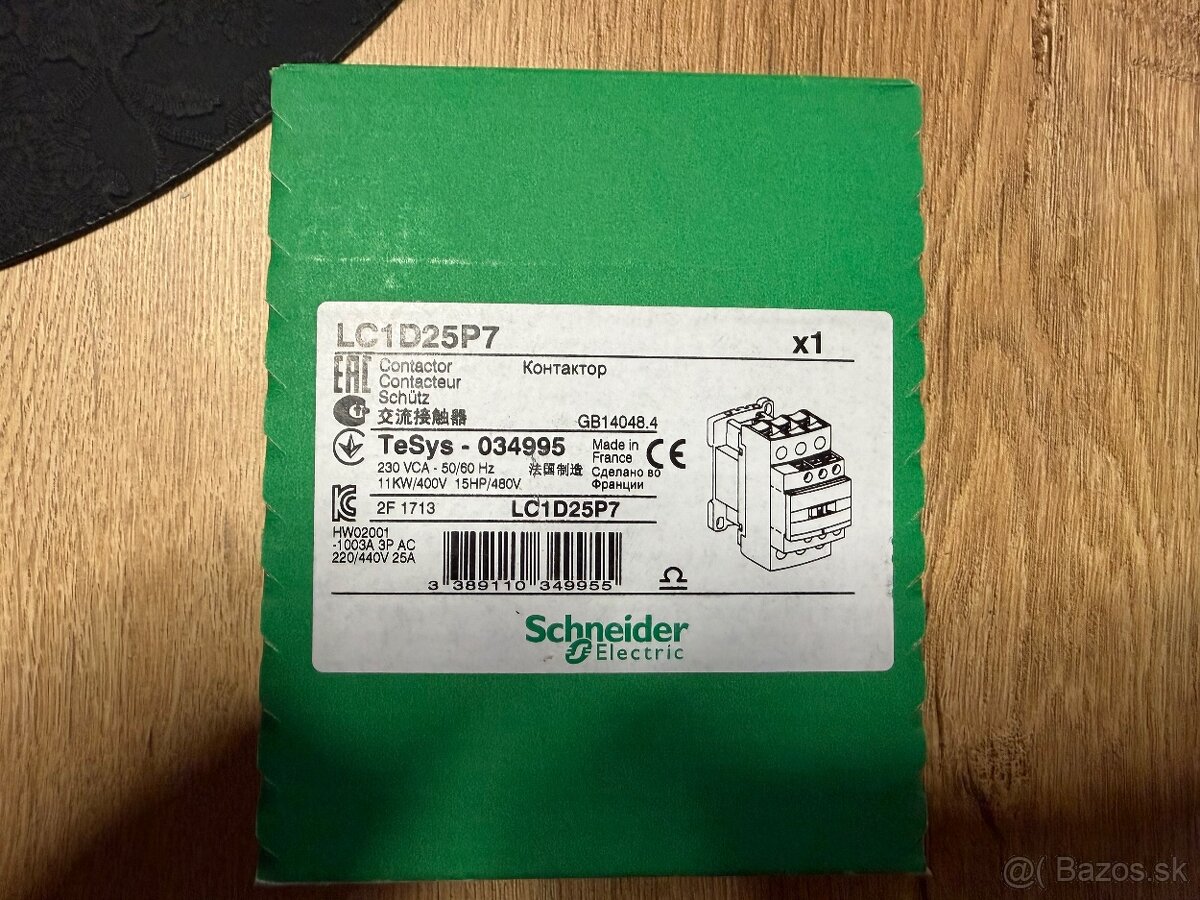 LC1D25P7 x1
EAC Contactor Контактор
Contacteur
Schütz
交流接触器 GB14048.4
TeSys - 034995 Made in France CE
230 VCA - 50/60 Hz 法国制造 Сделано во Франции
11KW/400V 15HP/480V
2F 1713 LC1D25P7
HW02001
-1003A 3P AC
220/440V 25A
3 389110 349955
Schneider
Electric
@( Bazos.sk